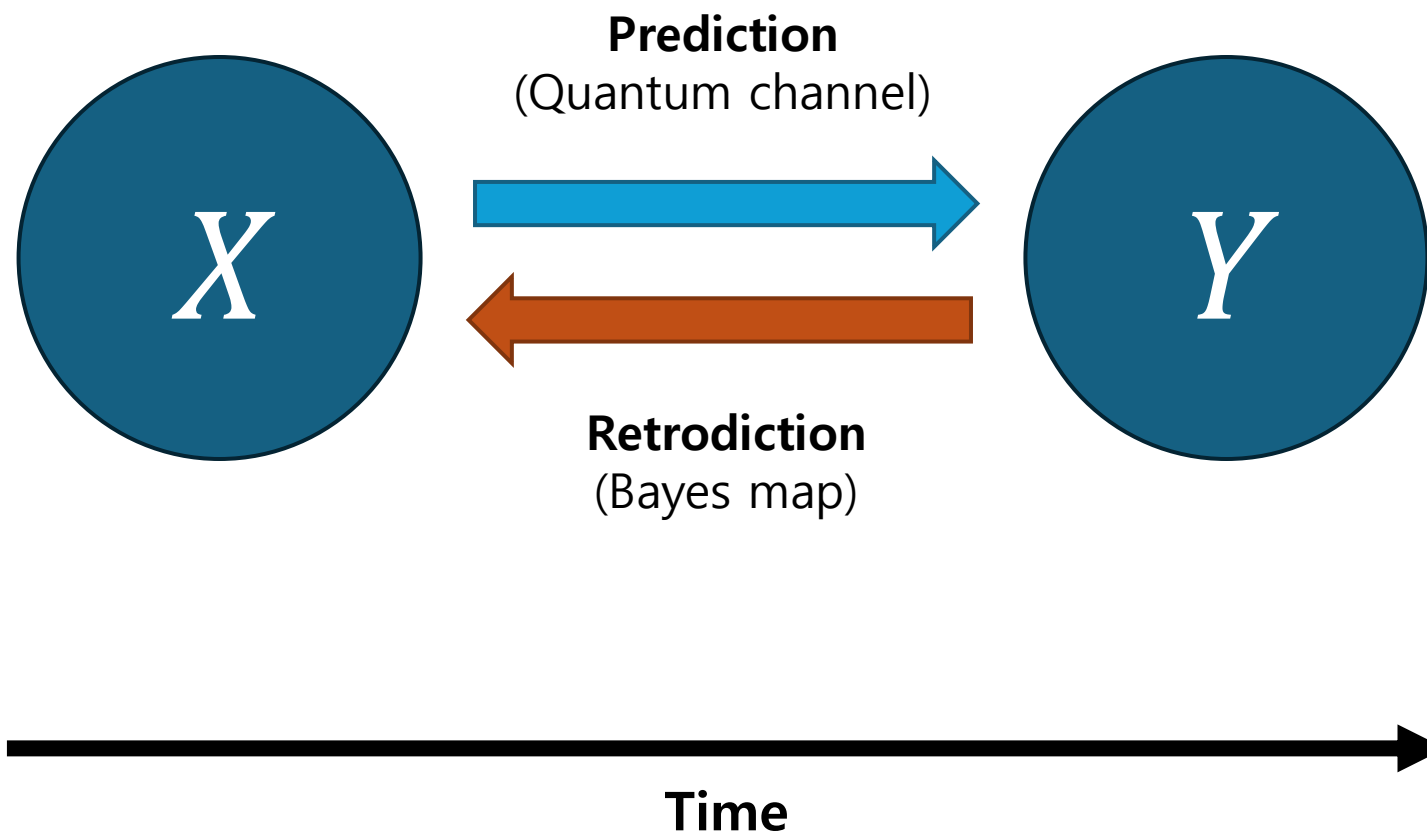 Prediction
(Quantum channel)
X
Y
Retrodiction
(Bayes map)
Time